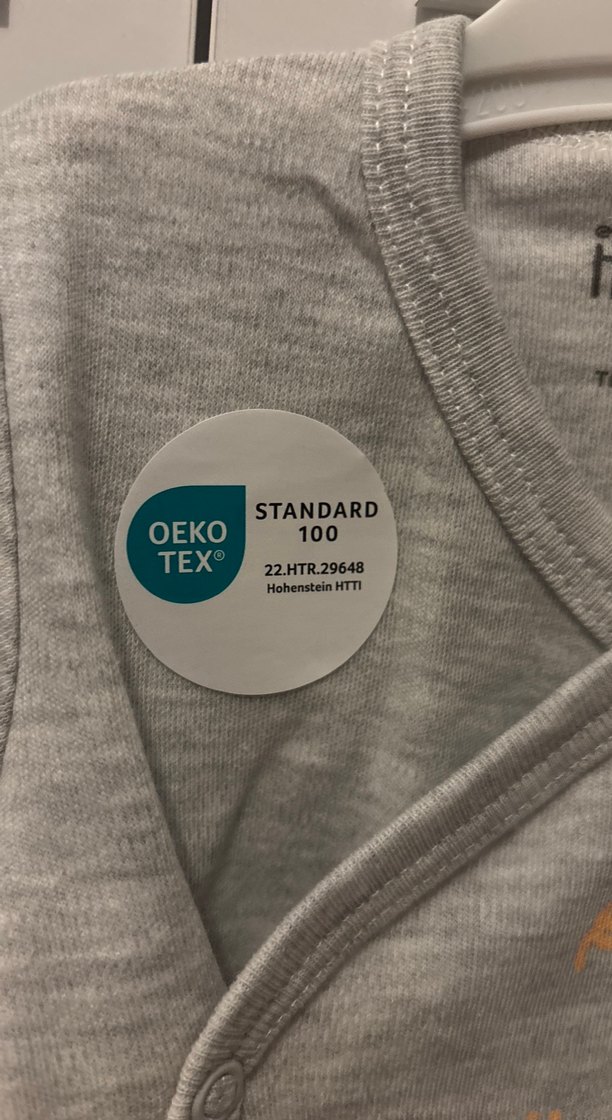 OEKO
TEX®
STANDARD
100
22.HTR.29648
Hohenstein HTTI